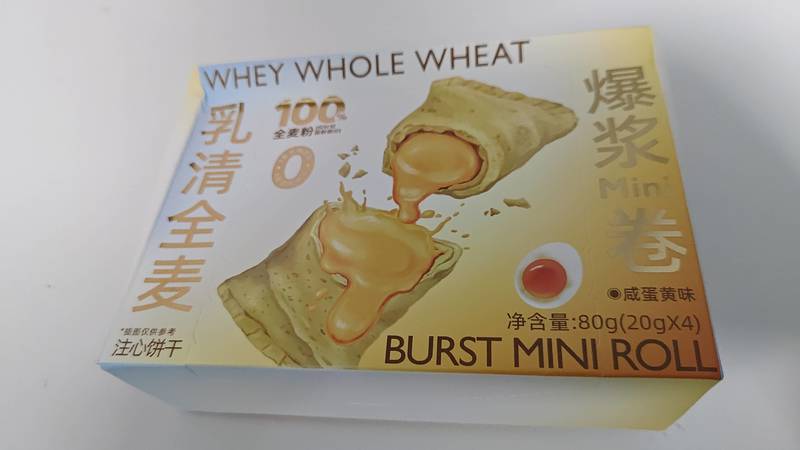 WHEY WHOLE WHEAT
乳清全麦
100%
全麦粉
0
*图案仅供参考
注心饼干
爆浆
Mini
卷
咸蛋黄味
净含量:80g(20gX4)
BURST MINI ROLL